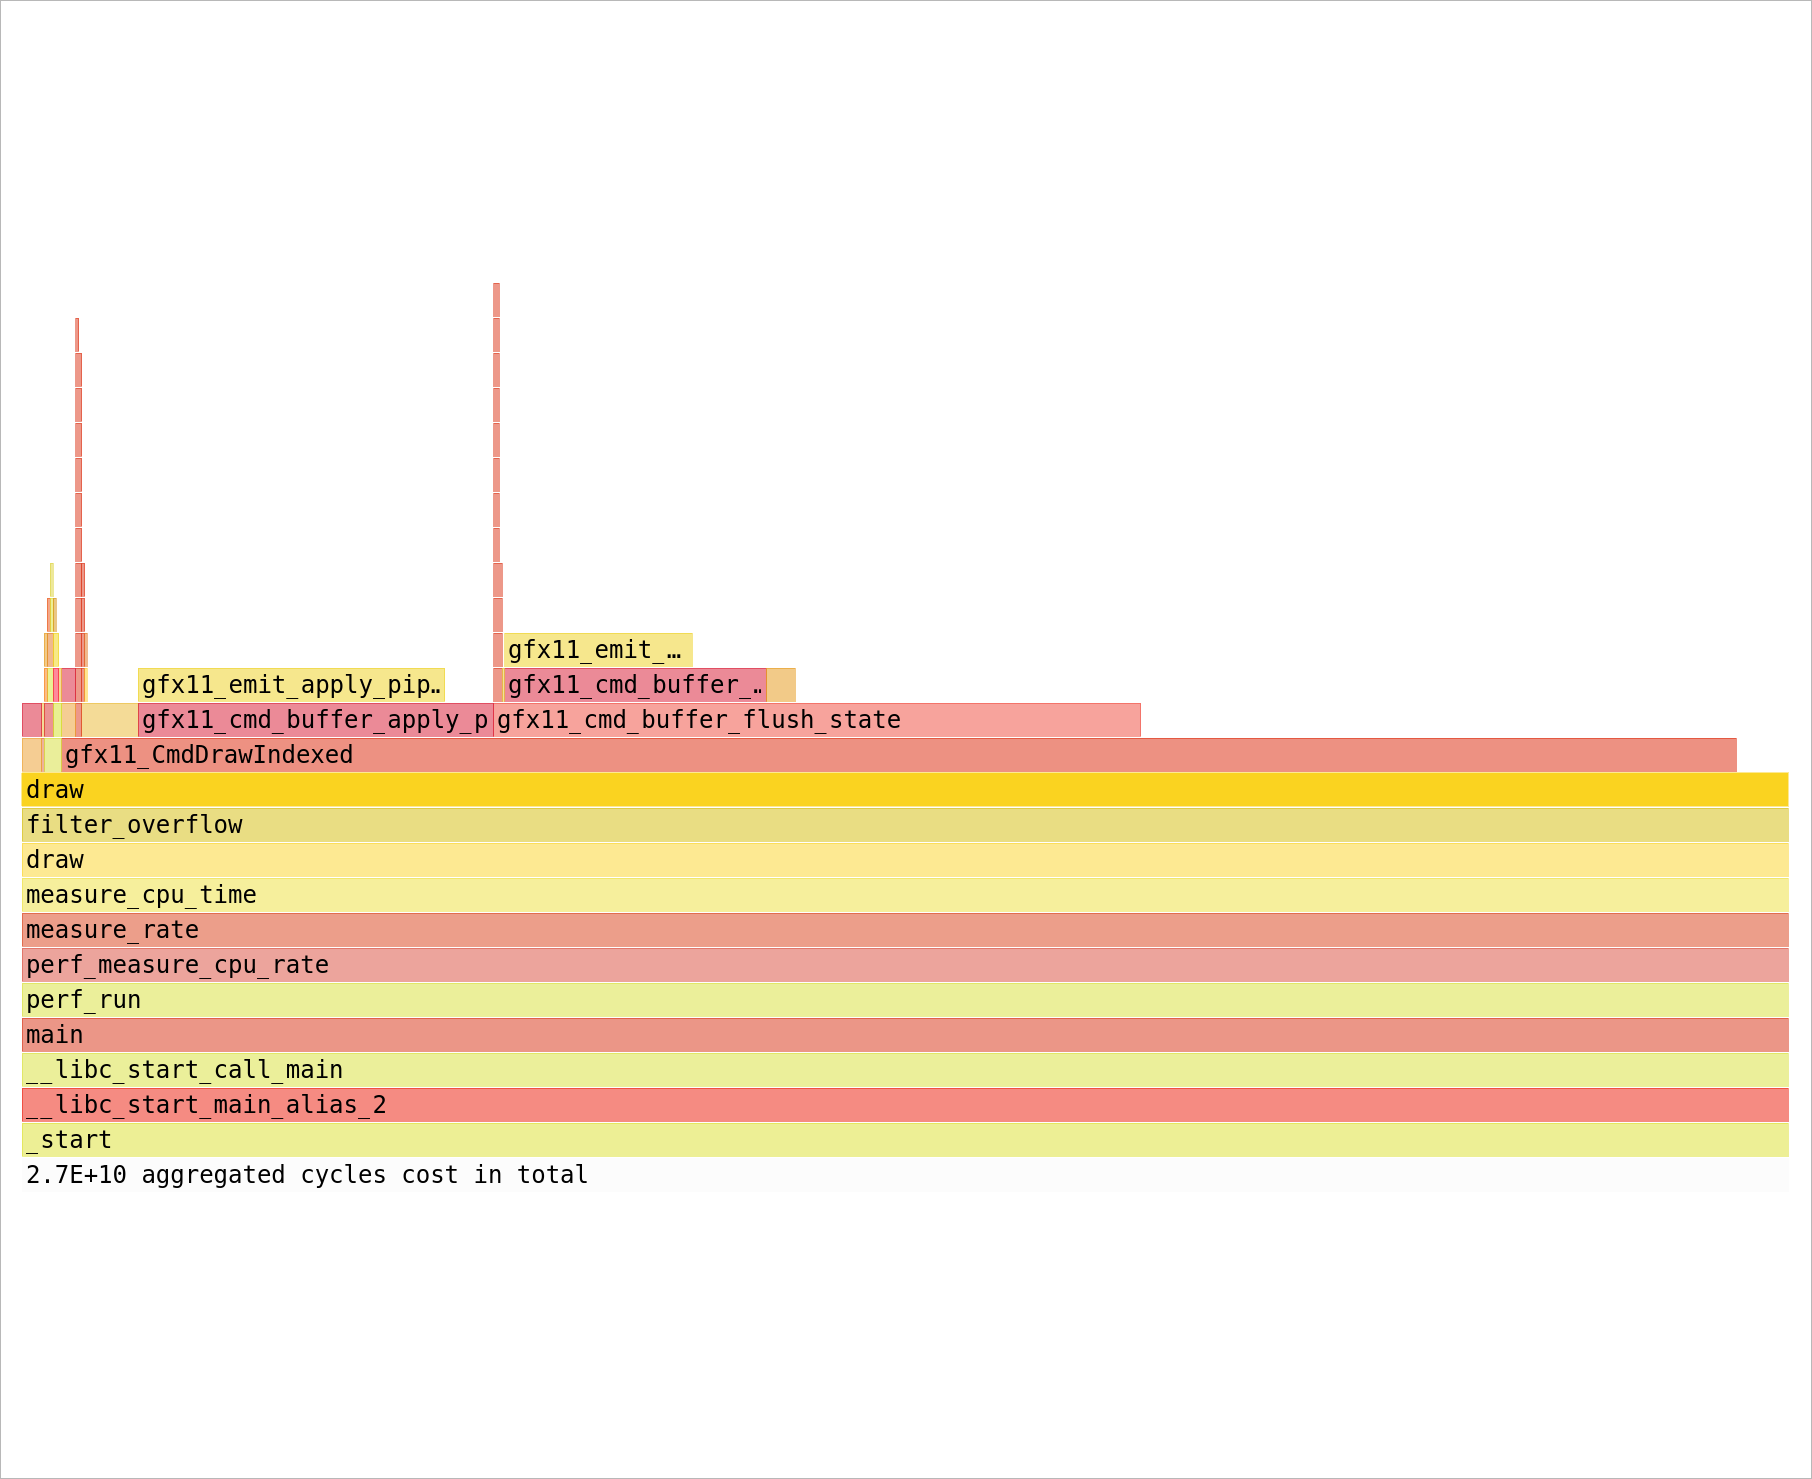 gfx11_emit_…
gfx11_emit_apply_pip… gfx11_cmd_buffer_…
gfx11_cmd_buffer_apply_p gfx11_cmd_buffer_flush_state
gfx11_CmdDrawIndexed
draw
filter_overflow
draw
measure_cpu_time
measure_rate
perf_measure_cpu_rate
perf_run
main
__libc_start_call_main
__libc_start_main_alias_2
_start
2.7E+10 aggregated cycles cost in total